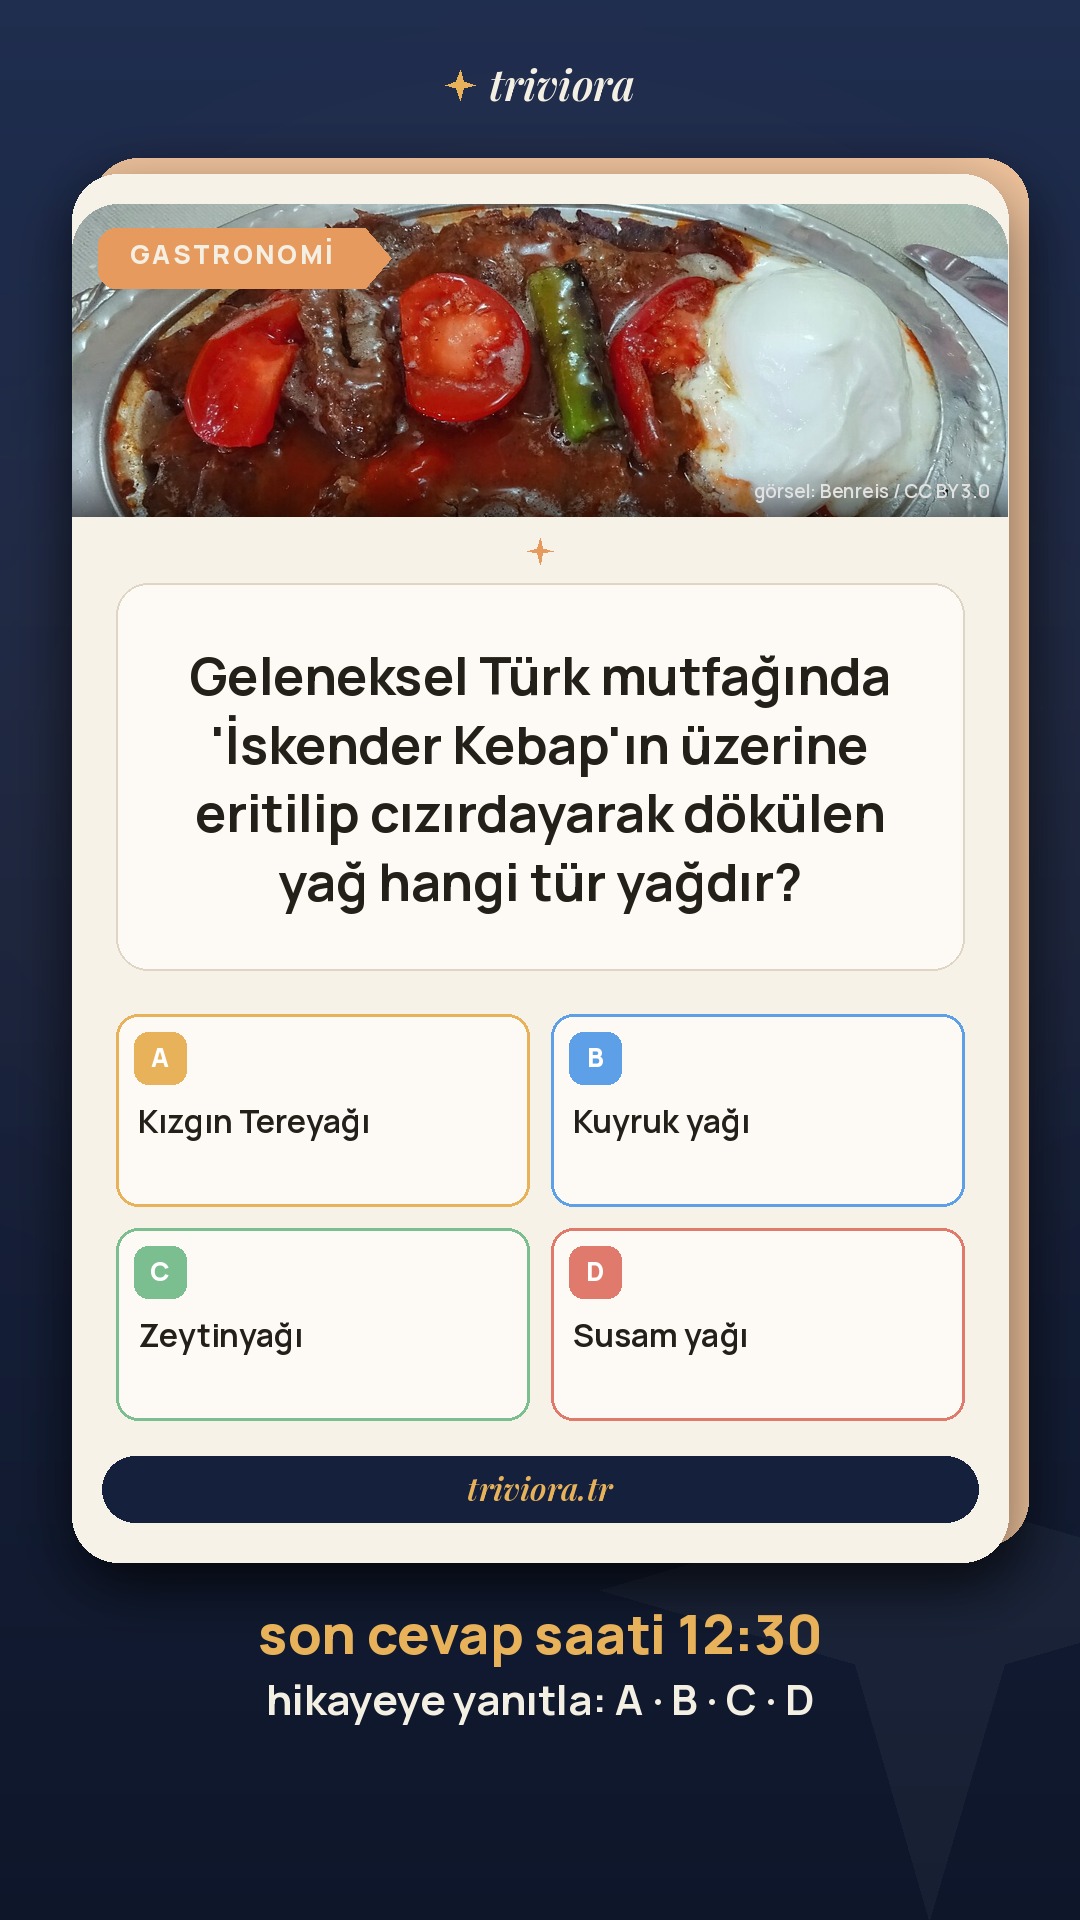 triviora
GASTRONOMİ
görsel: Benreis / CC BY 3.0
Geleneksel Türk mutfağında
'İskender Kebap'ın üzerine
eritilip cızırdayarak dökülen
yağ hangi tür yağdır?
A
Kızgın Tereyağı
B
Kuyruk yağı
C
Zeytinyağı
D
Susam yağı
triviora.tr
son cevap saati 12:30
hikayeye yanıtla: A · B · C · D